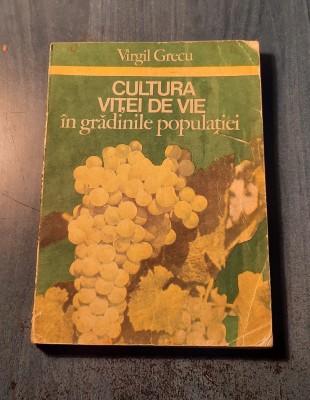 Virgil Grecu
CULTURA
VIȚEI DE VIE
în grădinile populației